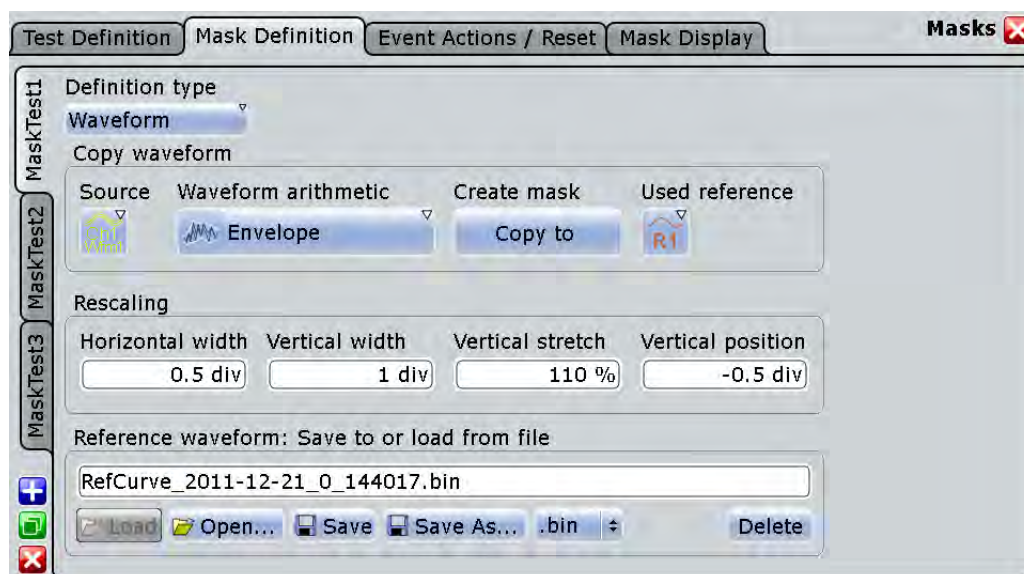 Test Definition
Mask Definition
Event Actions / Reset
Mask Display
Masks
MaskTest1
MaskTest2
MaskTest3
Definition type
Waveform
Copy waveform
Source
Waveform arithmetic
Create mask
Used reference
Envelope
Copy to
R1
Rescaling
Horizontal width
Vertical width
Vertical stretch
Vertical position
0.5 div
1 div
110 %
-0.5 div
Reference waveform: Save to or load from file
RefCurve_2011-12-21_0_144017.bin
Load
Open...
Save
Save As...
.bin
Delete